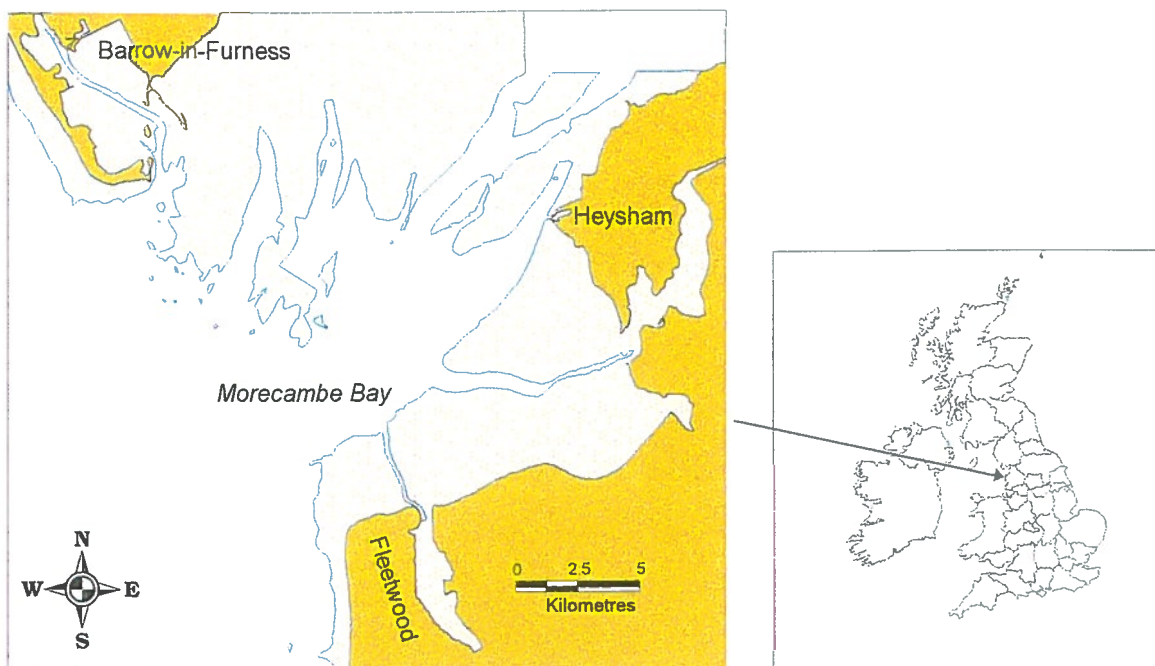 Barrow-in-Furness
Heysham
Morecambe Bay
Fleetwood
N
W E
S
0 2.5 5
Kilometres